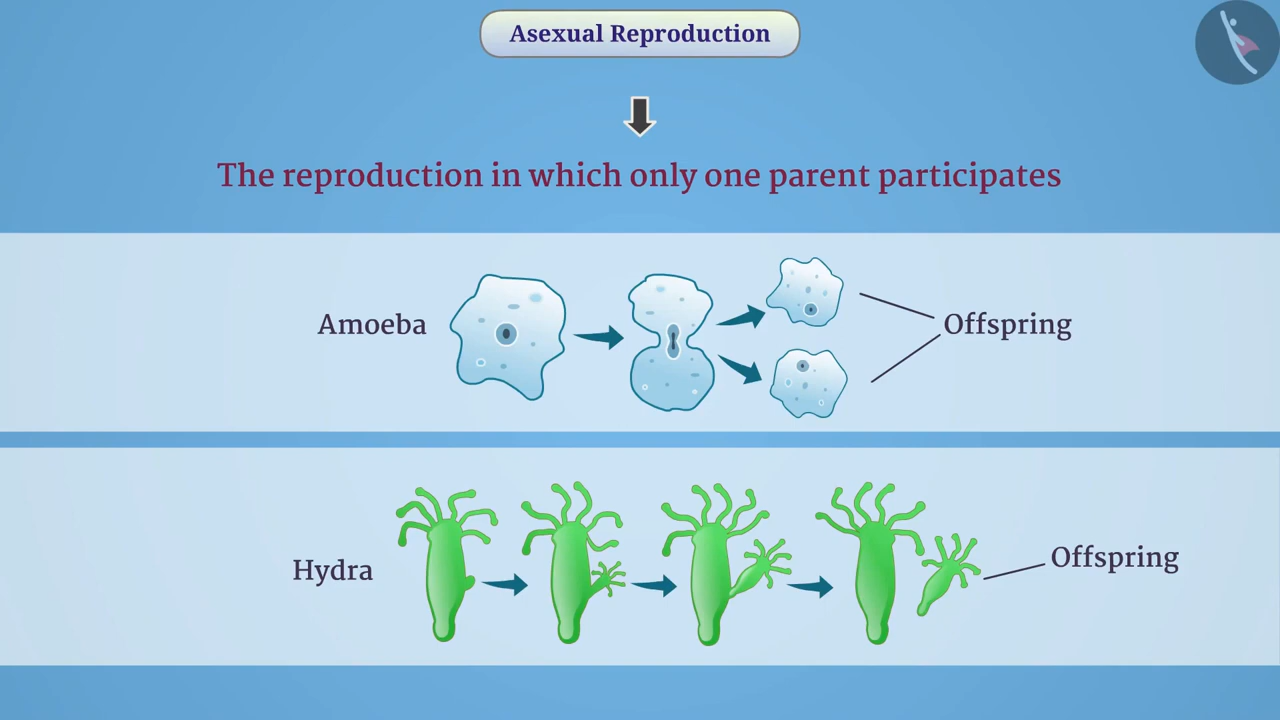 Asexual Reproduction
The reproduction in which only one parent participates
Amoeba
Offspring
Hydra
Offspring